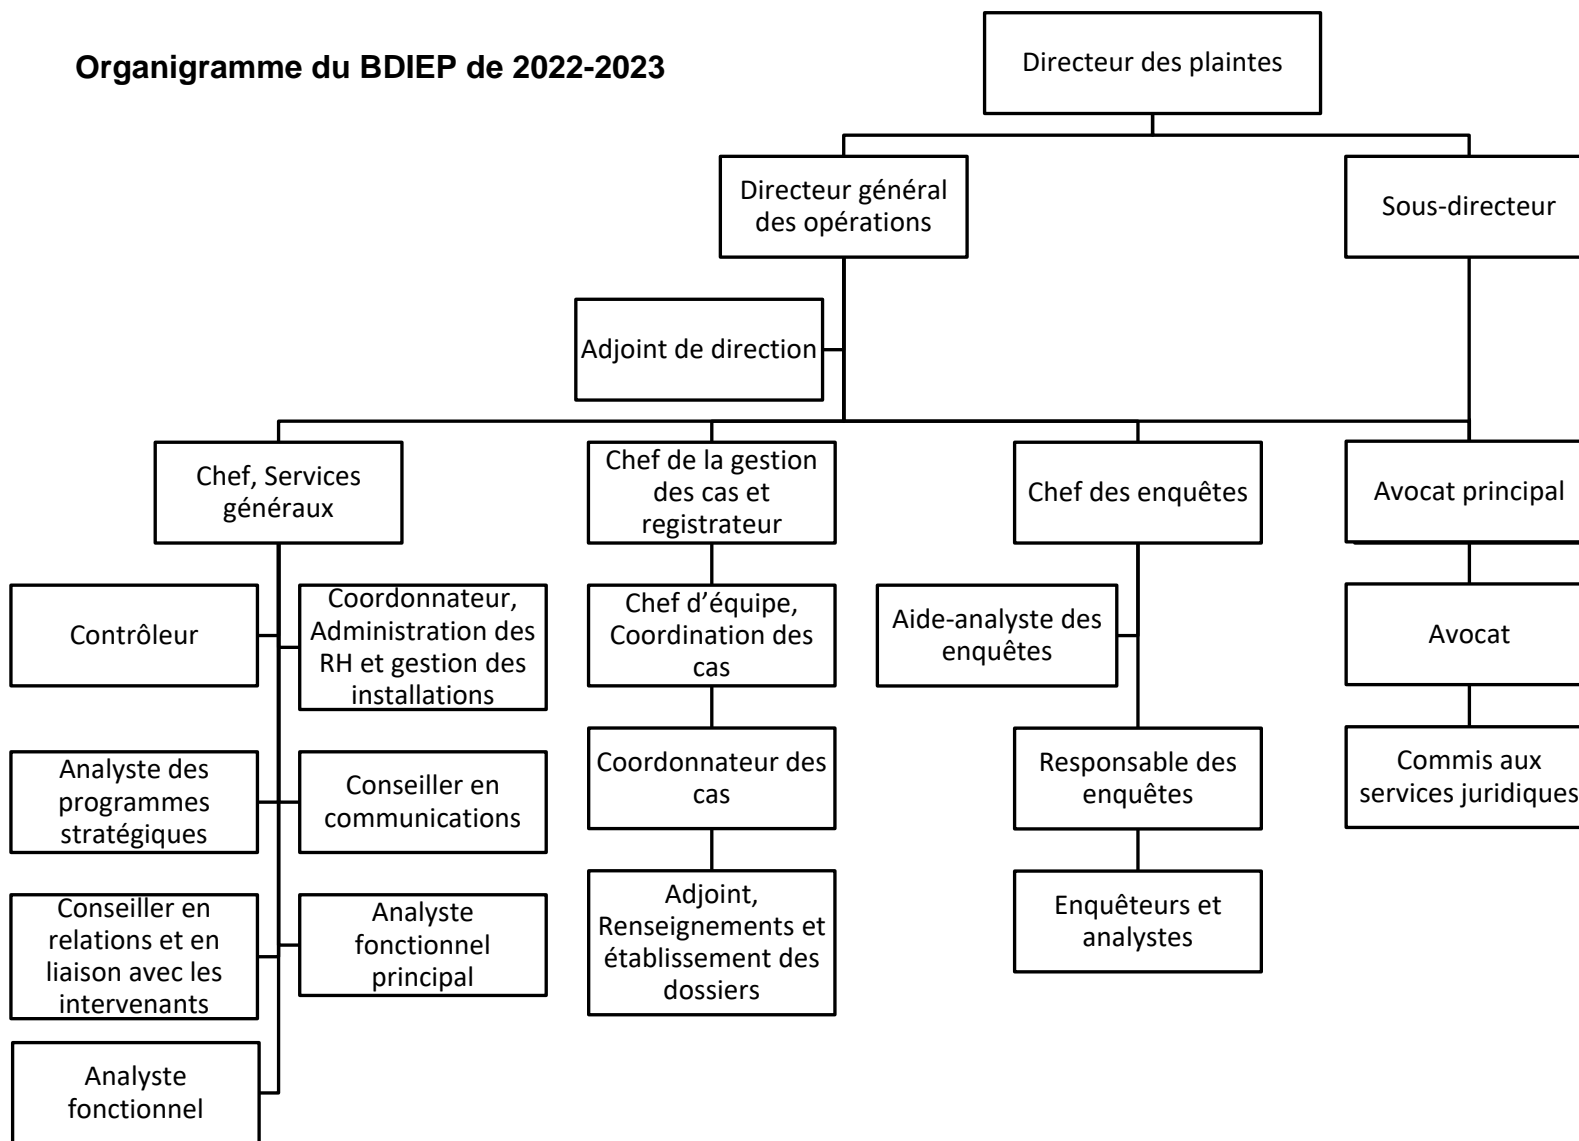 Organigramme du BDIEP de 2022-2023
Directeur des plaintes
Directeur général
des opérations
Sous-directeur
Adjoint de direction
Chef, Services
généraux
Chef de la gestion
des cas et
registrateur
Chef des enquêtes
Avocat principal
Contrôleur
Coordonnateur,
Administration des
RH et gestion des
installations
Chef d’équipe,
Coordination des
cas
Aide-analyste des
enquêtes
Avocat
Analyste des
programmes
stratégiques
Conseiller en
communications
Coordonnateur des
cas
Responsable des
enquêtes
Commis aux
services juridiques
Conseiller en
relations et en
liaison avec les
intervenants
Analyste
fonctionnel
principal
Adjoint,
Renseignements et
établissement des
dossiers
Enquêteurs et
analystes
Analyste
fonctionnel